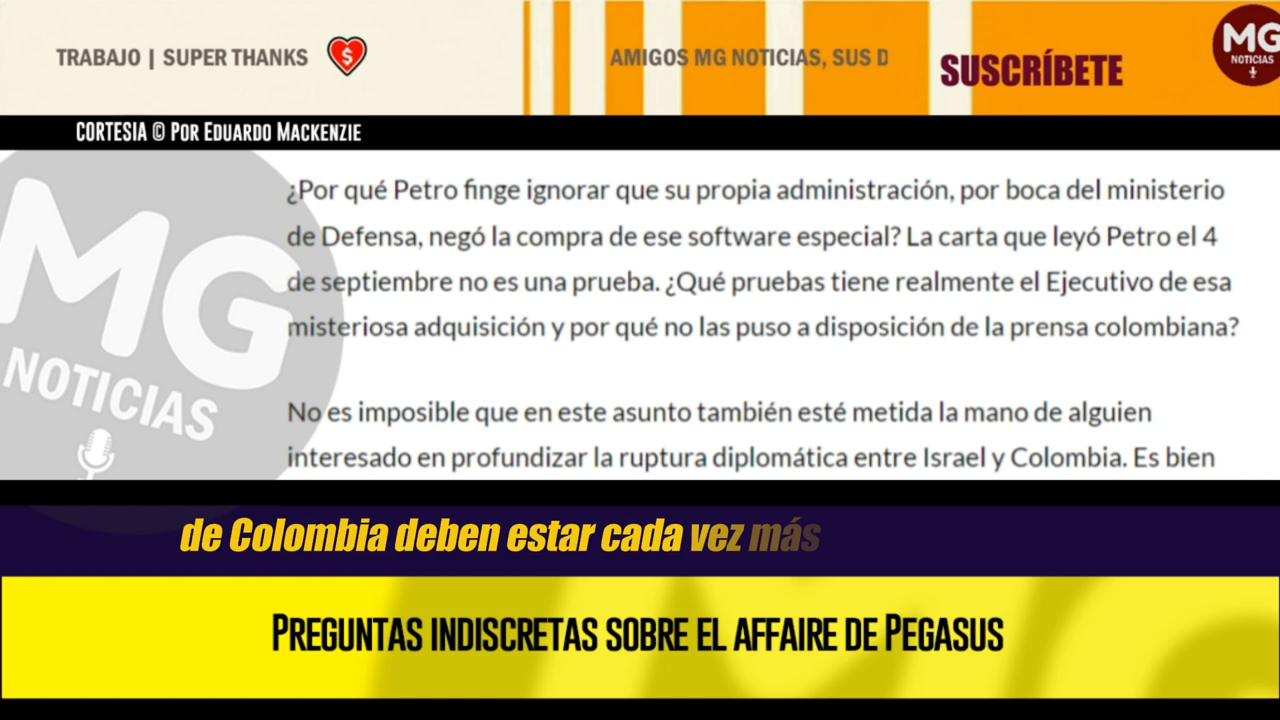 TRABAJO | SUPER THANKS
AMIGOS MG NOTICIAS, SUS D
SUSCRÍBETE
MG
NOTICIAS
CORTESIA © POR EDUARDO MACKENZIE
¿Por qué Petro finge ignorar que su propia administración, por boca del ministerio
de Defensa, negó la compra de ese software especial? La carta que leyó Petro el 4
de septiembre no es una prueba. ¿Qué pruebas tiene realmente el Ejecutivo de esa
misteriosa adquisición y por qué no las puso a disposición de la prensa colombiana?
No es imposible que en este asunto también esté metida la mano de alguien
interesado en profundizar la ruptura diplomática entre Israel y Colombia. Es bien
MG
NOTICIAS
de Colombia deben estar cada vez más
PREGUNTAS INDISCRETAS SOBRE EL AFFAIRE DE PEGASUS